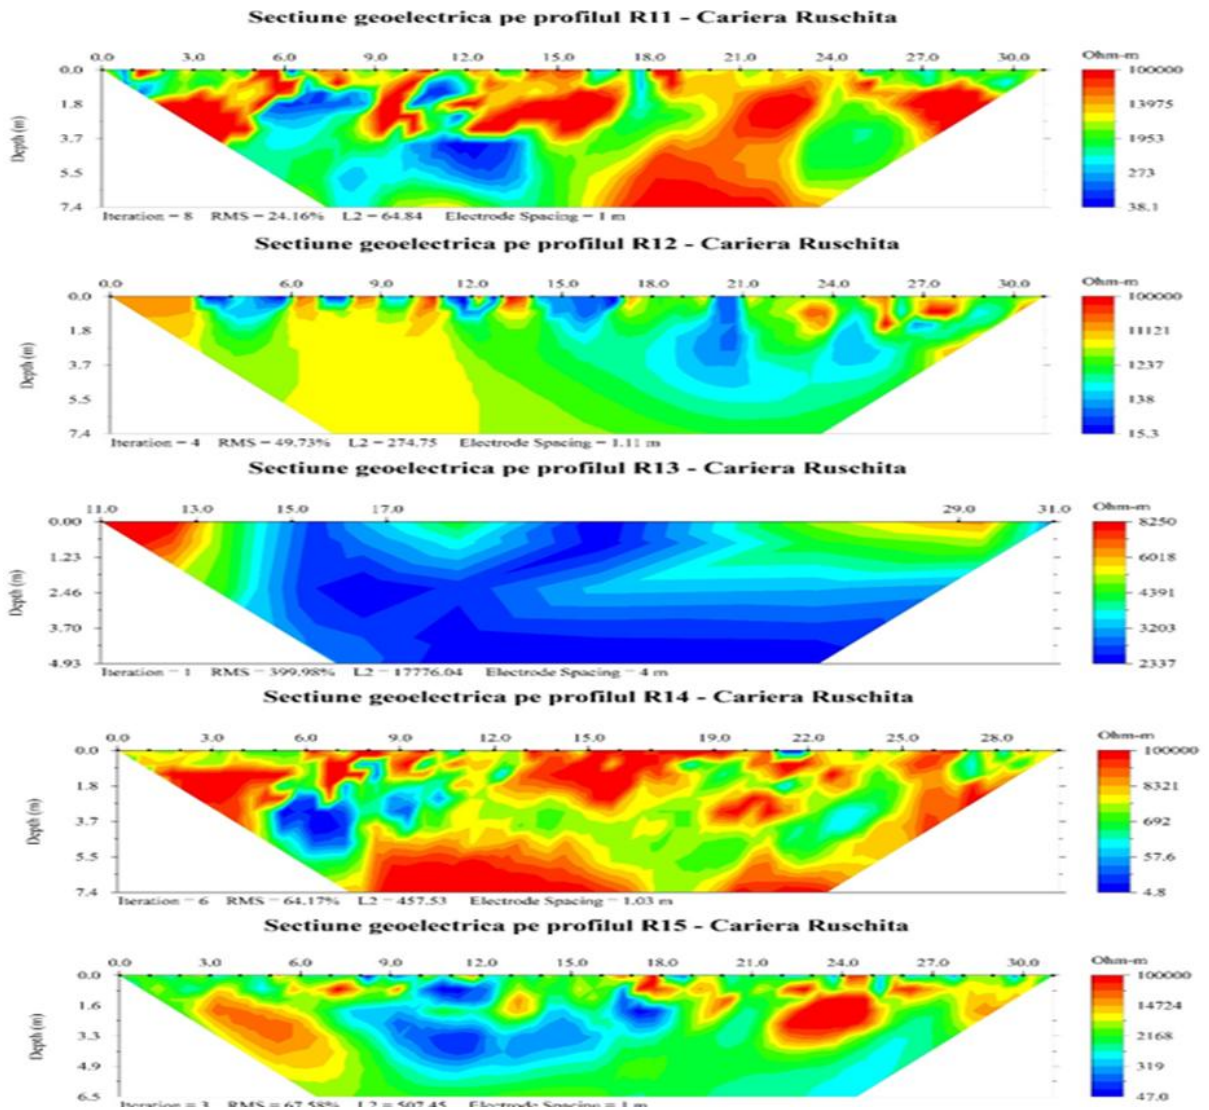 Sectiune geoelectrica pe profilul R11 - Cariera Ruschita
0.0 3.0 6.0 9.0 12.0 15.0 18.0 21.0 24.0 27.0 30.0 Ohm-m
0.0 100000
1.8 13975
Depth (m)
3.7 1953
5.5 273
7.4 38.1
Iteration = 8 RMS = 24.16% L2 = 64.84 Electrode Spacing = 1 m
Sectiune geoelectrica pe profilul R12 - Cariera Ruschita
0.0 3.0 6.0 9.0 12.0 15.0 18.0 21.0 24.0 27.0 30.0 Ohm-m
0.0 100000
1.8 11121
Depth (m)
3.7 1237
5.5 138
7.4 15.3
Iteration = 4 RMS = 49.73% L2 = 274.75 Electrode Spacing = 1.11 m
Sectiune geoelectrica pe profilul R13 - Cariera Ruschita
11.0 13.0 15.0 17.0 29.0 31.0 Ohm-m
0.00 8250
1.23 6018
Depth (m)
2.46 4391
3.70 3203
4.93 2337
Iteration = 1 RMS = 399.98% L2 = 17776.04 Electrode Spacing = 4 m
Sectiune geoelectrica pe profilul R14 - Cariera Ruschita
0.0 3.0 6.0 9.0 12.0 15.0 19.0 22.0 25.0 28.0 Ohm-m
0.0 100000
1.8 8321
Depth (m)
3.7 692
5.5 57.6
7.4 4.8
Iteration = 6 RMS = 64.17% L2 = 457.53 Electrode Spacing = 1.03 m
Sectiune geoelectrica pe profilul R15 - Cariera Ruschita
0.0 3.0 6.0 9.0 12.0 15.0 18.0 21.0 24.0 27.0 30.0 Ohm-m
0.0 100000
1.6 14724
Depth (m)
3.3 2168
4.9 319
6.5 47.0
Iteration = 3 RMS = 67.58% L2 = 507.45 Electrode Spacing = 1 m